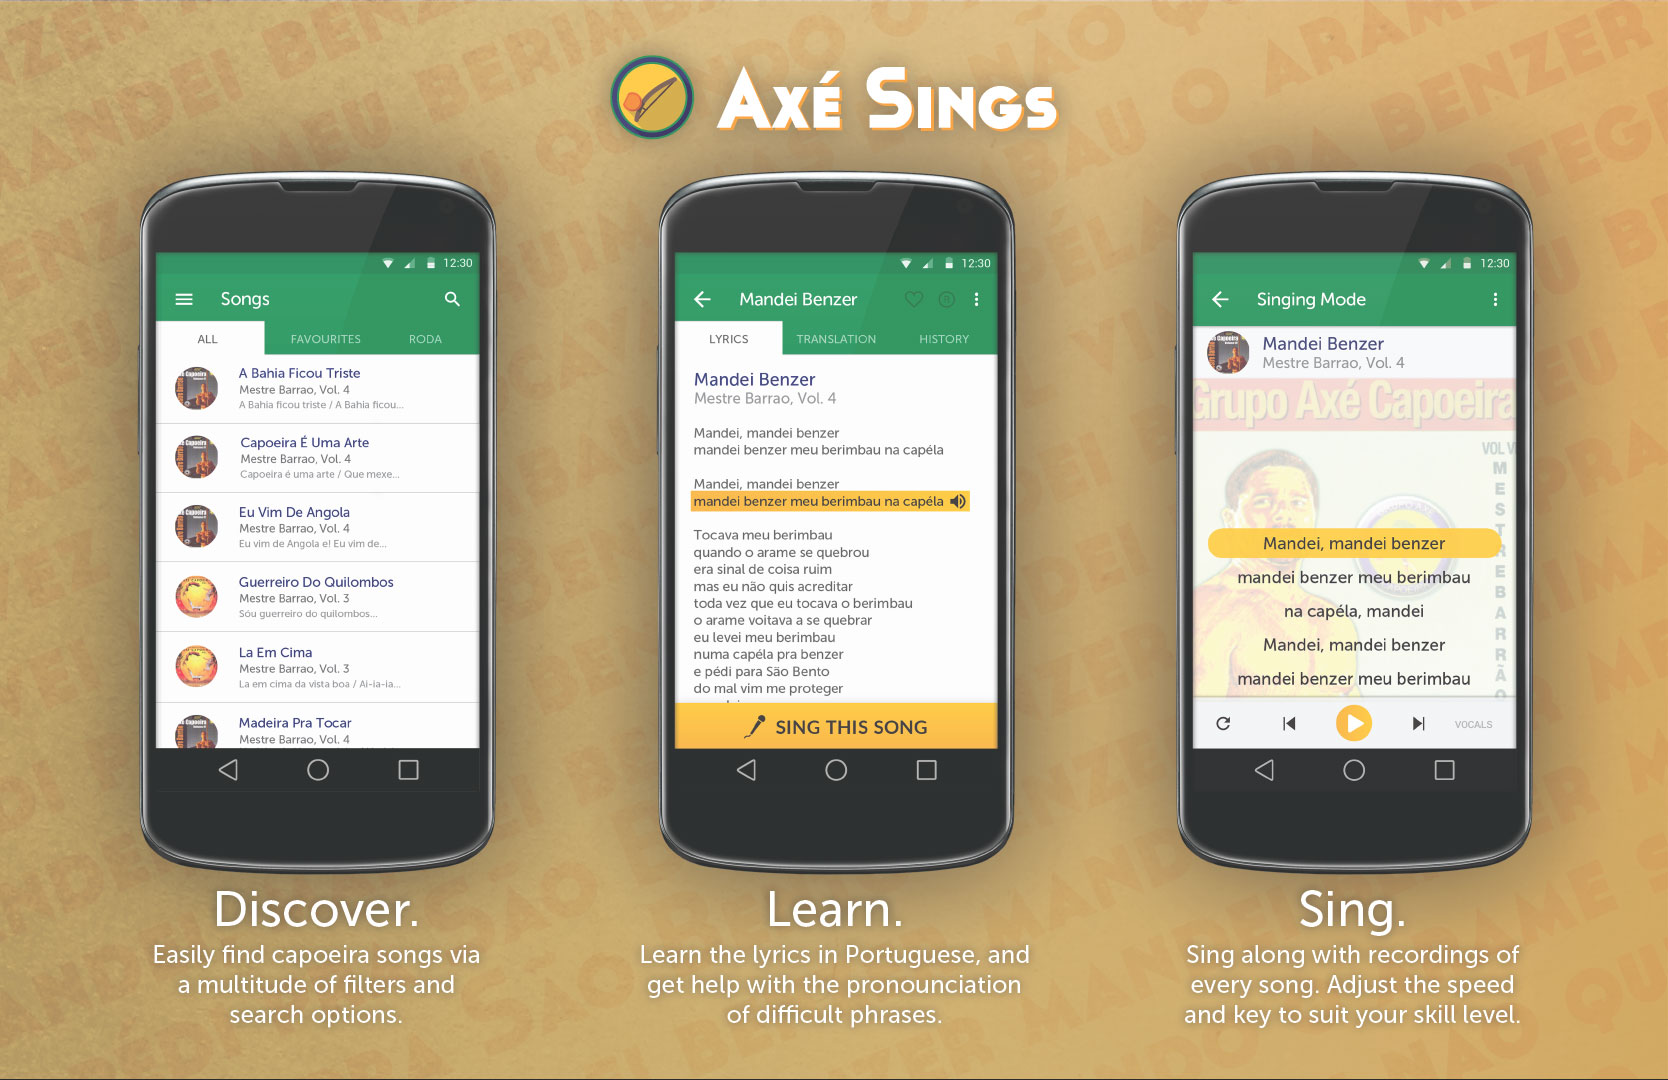 AXÉ SINGS
12:30
Songs
ALL
FAVOURITES
RODA
A Bahia Ficou Triste
Mestre Barrao, Vol. 4
A Bahia ficou triste / A Bahia ficou...
Capoeira É Uma Arte
Mestre Barrao, Vol. 4
Capoeira é uma arte / Que mexe...
Eu Vim De Angola
Mestre Barrao, Vol. 4
Eu vim de Angola e! Eu vim de...
Guerreiro Do Quilombos
Mestre Barrao, Vol. 3
Sóu guerreiro do quilombos...
La Em Cima
Mestre Barrao, Vol. 3
La em cima da vista boa / Ai-ia-ia...
Madeira Pra Tocar
Mestre Barrao, Vol. 4
Discover.
Easily find capoeira songs via
a multitude of filters and
search options.
12:30
Mandei Benzer
LYRICS
TRANSLATION
HISTORY
Mandei Benzer
Mestre Barrao, Vol. 4
Mandei, mandei benzer
mandei benzer meu berimbau na capéla
Mandei, mandei benzer
mandei benzer meu berimbau na capéla
Tocava meu berimbau
quando o arame se quebrou
era sinal de coisa ruim
mas eu não quis acreditar
toda vez que eu tocava o berimbau
o arame voitava a se quebrar
eu levei meu berimbau
numa capéla pra benzer
e pédi para São Bento
do mal vim me proteger
SING THIS SONG
Learn.
Learn the lyrics in Portuguese, and
get help with the pronounciation
of difficult phrases.
12:30
Singing Mode
Mandei Benzer
Mestre Barrao, Vol. 4
Grupo Axé Capoeira
VOL VI
MESTRE BARRÃO
Mandei, mandei benzer
mandei benzer meu berimbau
na capéla, mandei
Mandei, mandei benzer
mandei benzer meu berimbau
VOCALS
Sing.
Sing along with recordings of
every song. Adjust the speed
and key to suit your skill level.